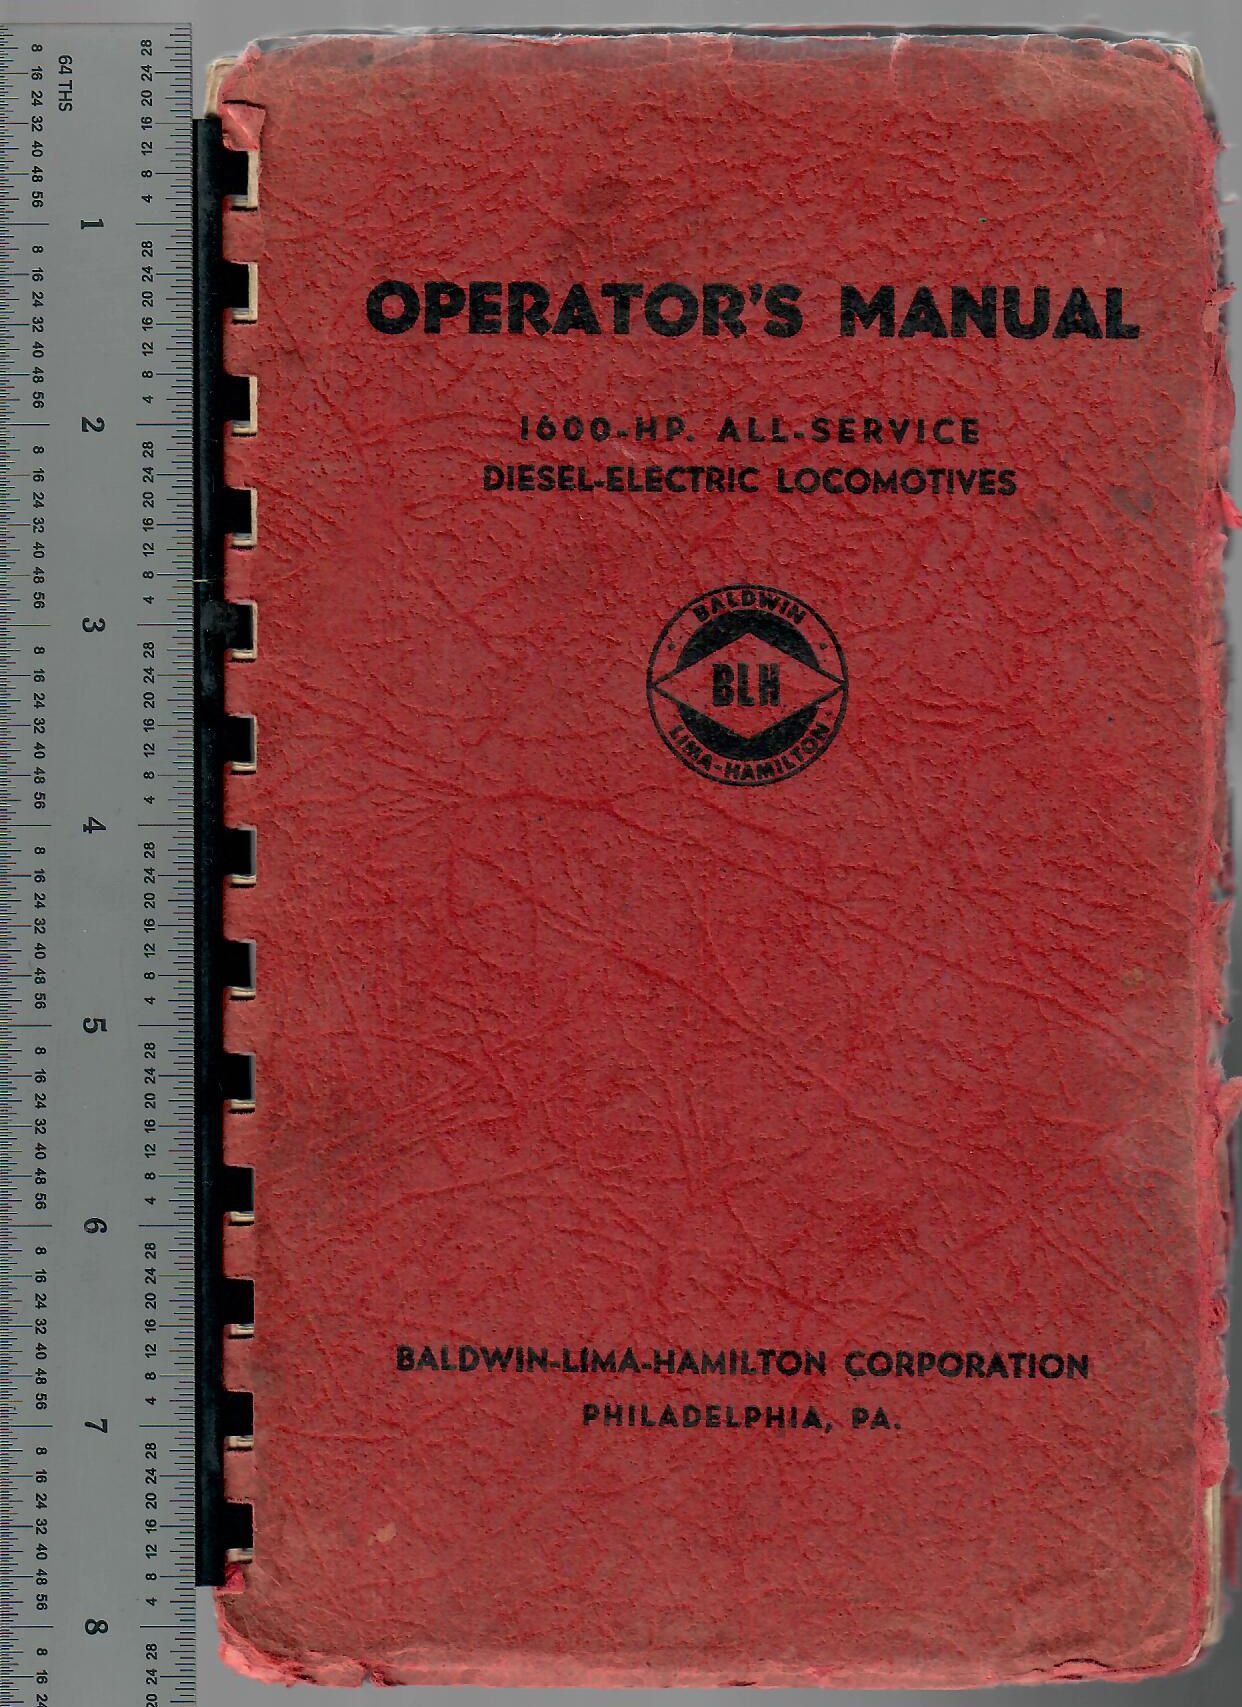 OPERATOR'S MANUAL
1600-HP. ALL-SERVICE
DIESEL-ELECTRIC LOCOMOTIVES
BALDWIN
BLH
LIMA-HAMILTON
BALDWIN-LIMA-HAMILTON CORPORATION
PHILADELPHIA, PA.
64 THS
1
2
3
4
5
6
7
8